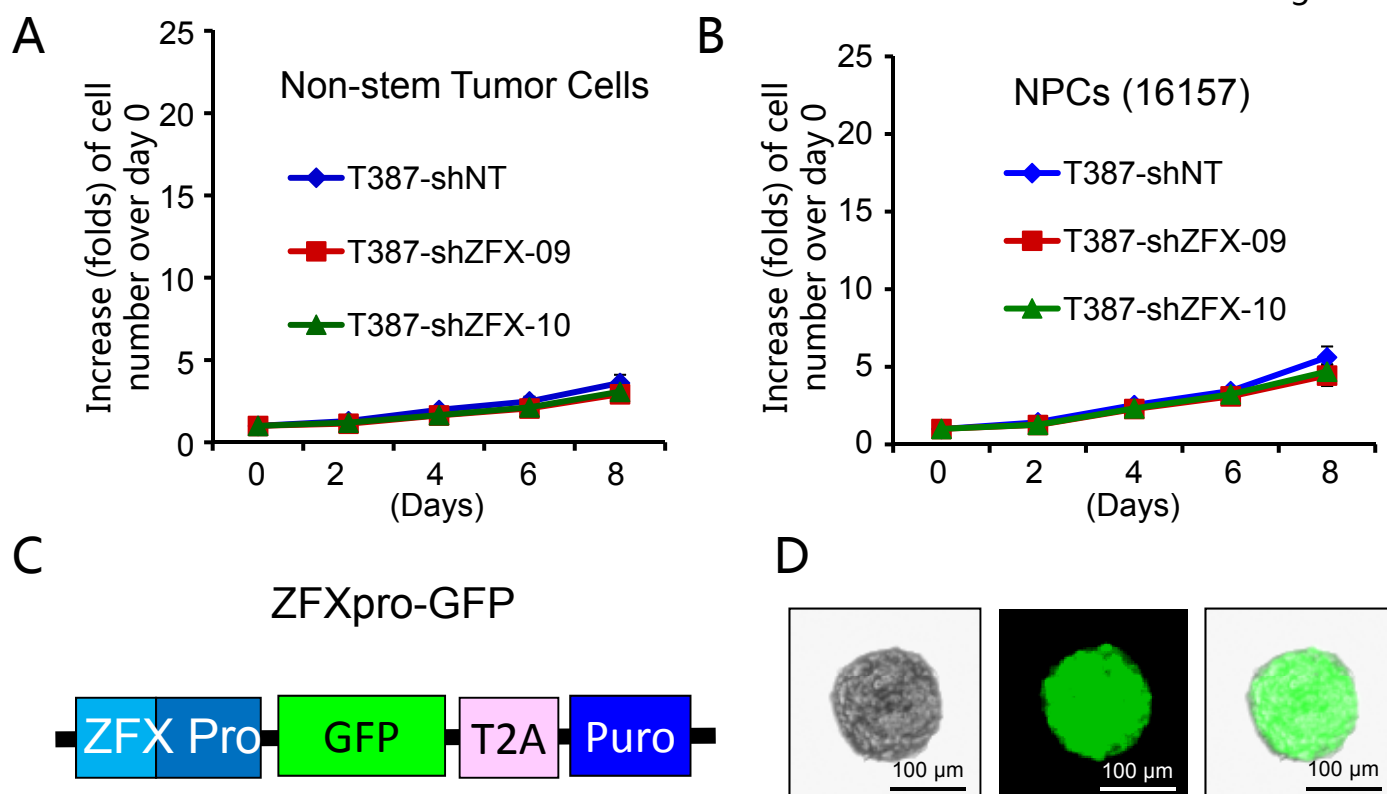 A
Non-stem Tumor Cells
Increase (folds) of cell
number over day 0
25
20
15
10
5
0
T387-shNT
T387-shZFX-09
T387-shZFX-10
0 2 4 6 8
(Days)
B
NPCs (16157)
Increase (folds) of cell
number over day 0
25
20
15
10
5
0
T387-shNT
T387-shZFX-09
T387-shZFX-10
0 2 4 6 8
(Days)
C
ZFXpro-GFP
ZFX Pro GFP T2A Puro
D
100 μm 100 μm 100 μm